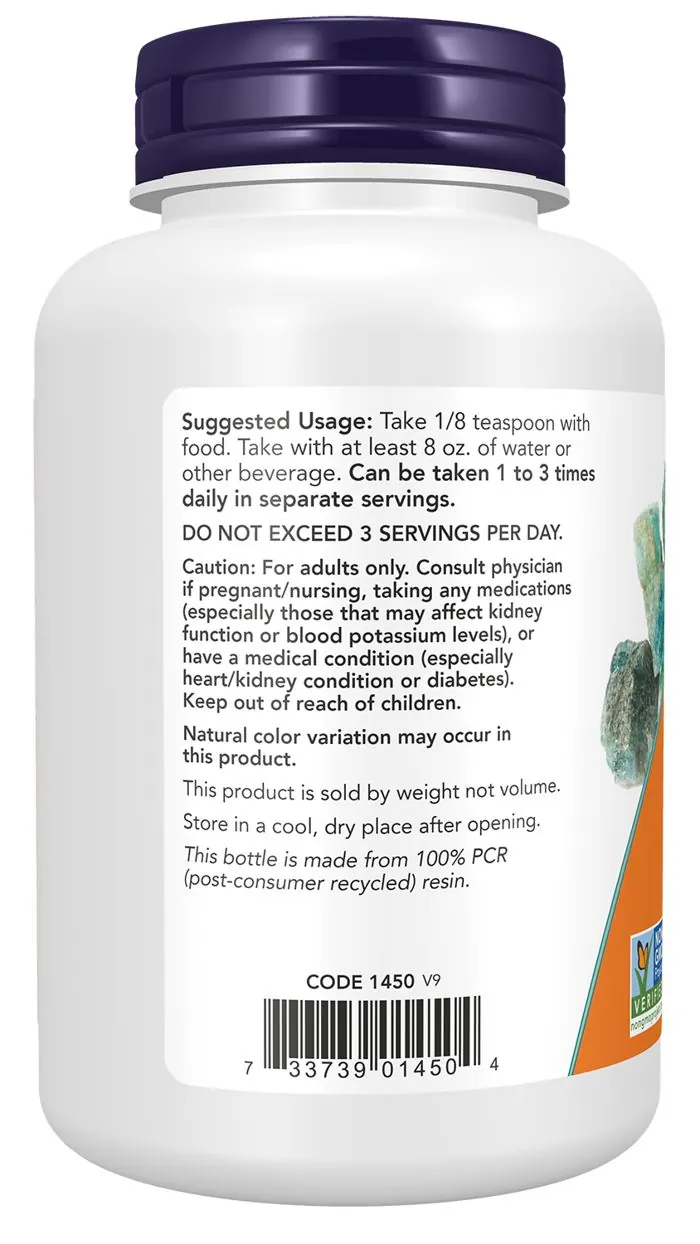 Suggested Usage: Take 1/8 teaspoon with
food. Take with at least 8 oz. of water or
other beverage. Can be taken 1 to 3 times
daily in separate servings.
DO NOT EXCEED 3 SERVINGS PER DAY.
Caution: For adults only. Consult physician
if pregnant/nursing, taking any medications
(especially those that may affect kidney
function or blood potassium levels), or
have a medical condition (especially
heart/kidney condition or diabetes).
Keep out of reach of children.
Natural color variation may occur in
this product.
This product is sold by weight not volume.
Store in a cool, dry place after opening.
This bottle is made from 100% PCR
(post-consumer recycled) resin.
CODE 1450 V9
7 33739 01450 4